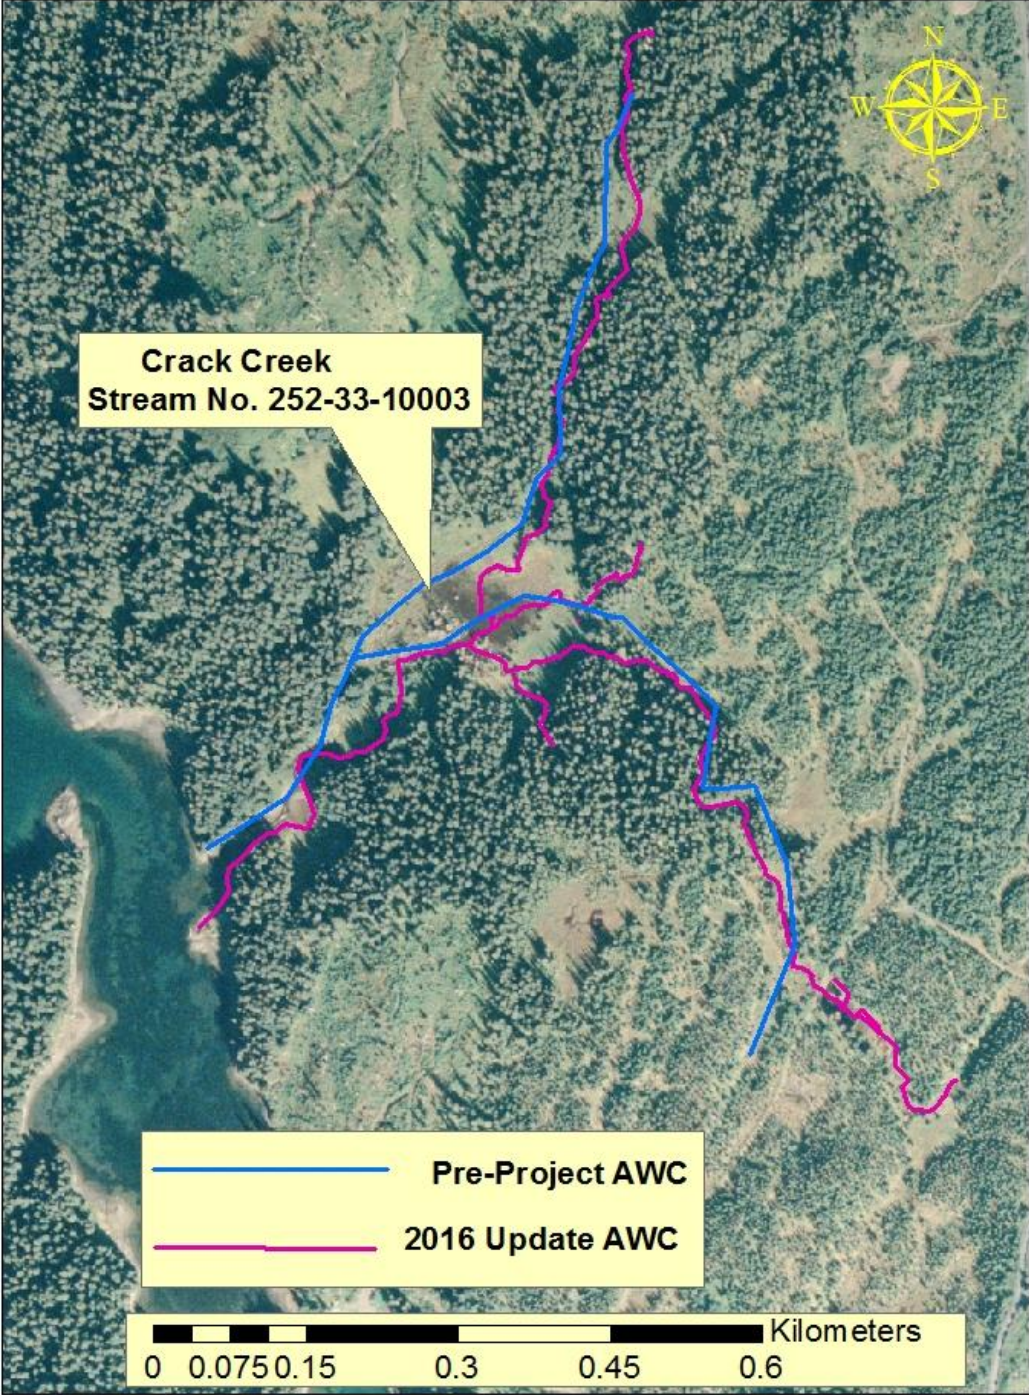 N
W E
S
Crack Creek
Stream No. 252-33-10003
Pre-Project AWC
2016 Update AWC
Kilometers
0 0.075 0.15 0.3 0.45 0.6